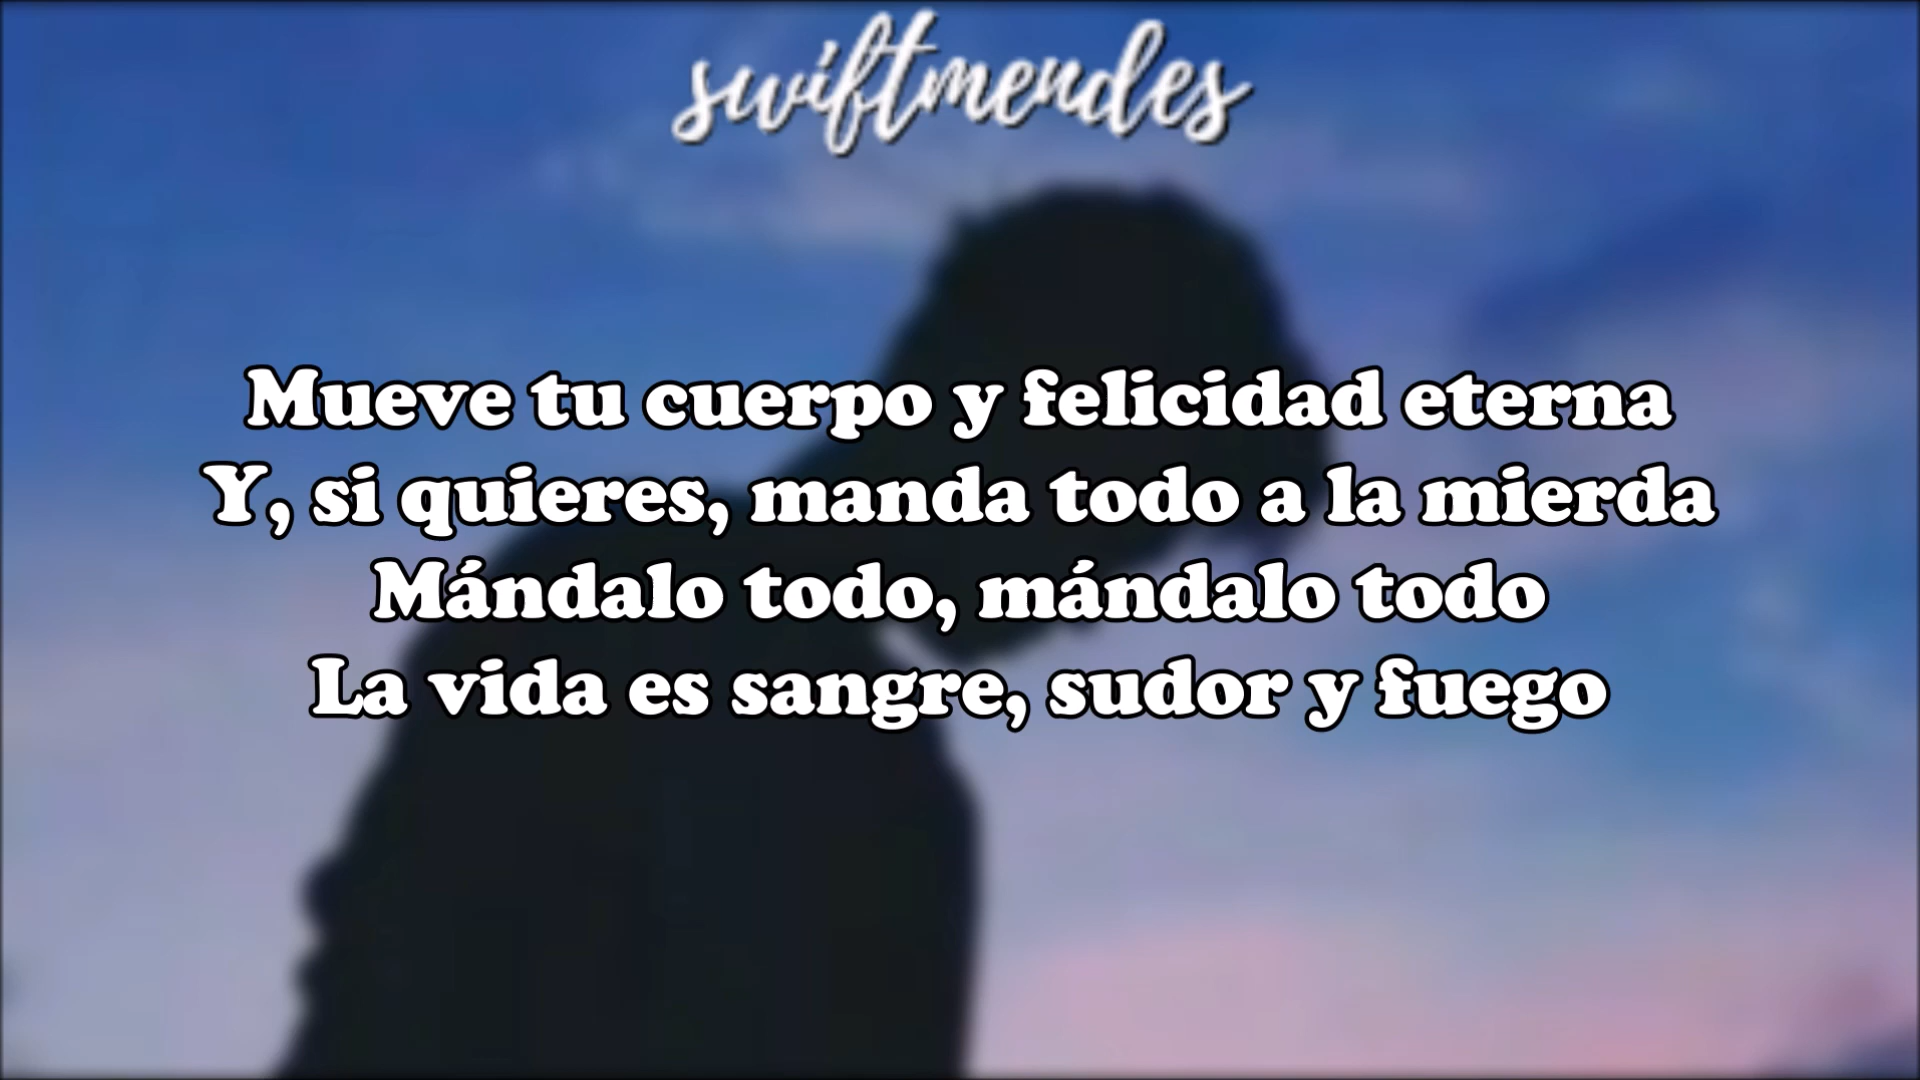 swiftmendes
Mueve tu cuerpo y felicidad eterna
Y, si quieres, manda todo a la mierda
Mándalo todo, mándalo todo
La vida es sangre, sudor y fuego